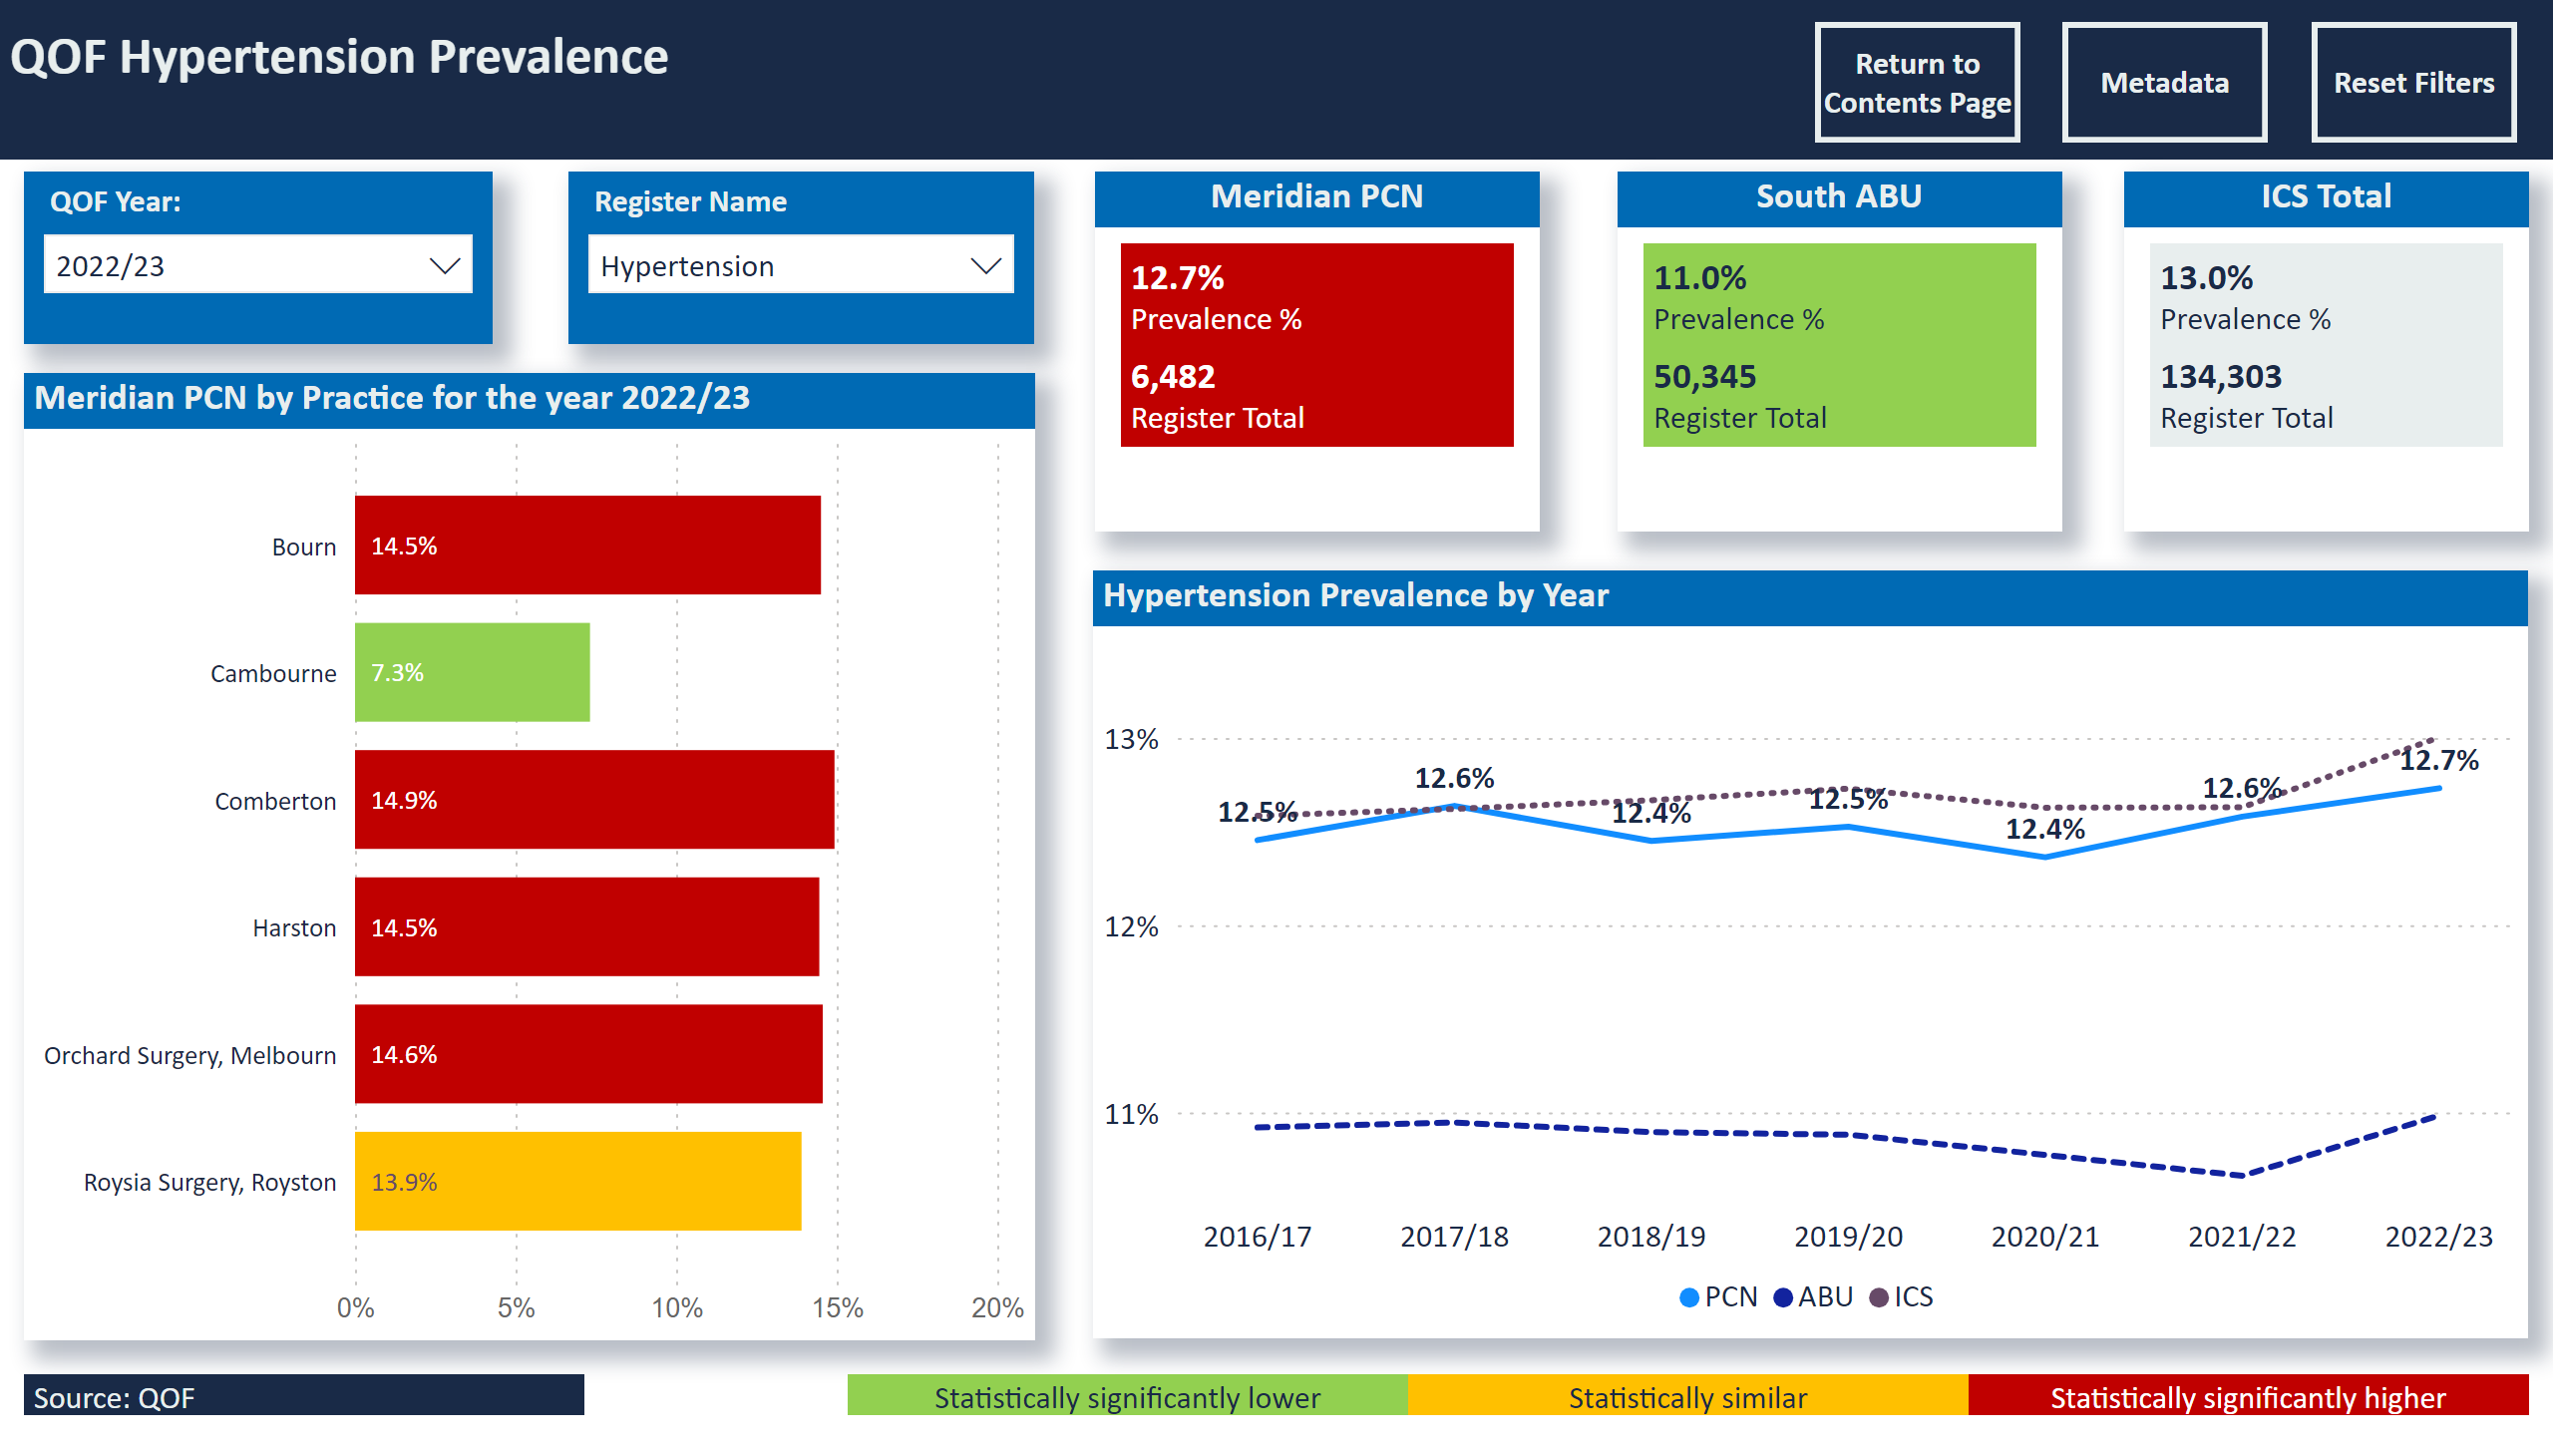 QOF Hypertension Prevalence
Return to
Contents Page
Metadata
Reset Filters
QOF Year:
2022/23
Register Name
Hypertension
Meridian PCN
12.7%
Prevalence %
6,482
Register Total
South ABU
11.0%
Prevalence %
50,345
Register Total
ICS Total
13.0%
Prevalence %
134,303
Register Total
Meridian PCN by Practice for the year 2022/23
Bourn 14.5%
Cambourne 7.3%
Comberton 14.9%
Harston 14.5%
Orchard Surgery, Melbourn 14.6%
Roysia Surgery, Royston 13.9%
0% 5% 10% 15% 20%
Hypertension Prevalence by Year
13%
12%
11%
12.5% 12.6% 12.4% 12.5% 12.4% 12.6% 12.7%
2016/17 2017/18 2018/19 2019/20 2020/21 2021/22 2022/23
PCN ABU ICS
Source: QOF
Statistically significantly lower
Statistically similar
Statistically significantly higher